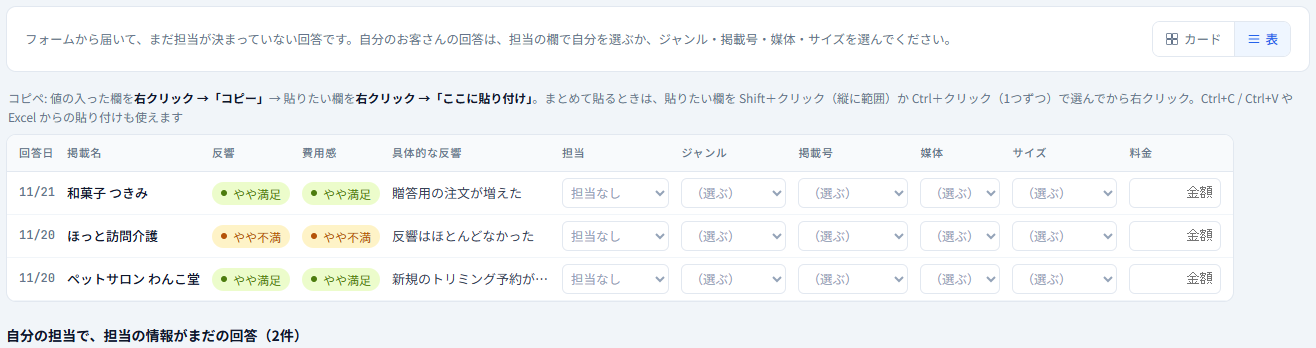 フォームから届いて、まだ担当が決まっていない回答です。自分のお客さんの回答は、担当の欄で自分を選ぶか、ジャンル・掲載号・媒体・サイズを選んでください。
カード 表
コピペ: 値の入った欄を右クリック →「コピー」→ 貼りたい欄を右クリック →「ここに貼り付け」。まとめて貼るときは、貼りたい欄を Shift＋クリック（縦に範囲）か Ctrl＋クリック（1つずつ）で選んでから右クリック。Ctrl+C / Ctrl+V や
Excel からの貼り付けも使えます
回答日 掲載名 反響 費用感 具体的な反響 担当 ジャンル 掲載号 媒体 サイズ 料金
11/21 和菓子 つきみ やや満足 やや満足 贈答用の注文が増えた 担当なし （選ぶ） （選ぶ） （選ぶ） （選ぶ） 金額
11/20 ほっと訪問介護 やや不満 やや不満 反響はほとんどなかった 担当なし （選ぶ） （選ぶ） （選ぶ） （選ぶ） 金額
11/20 ペットサロン わんこ堂 やや満足 やや満足 新規のトリミング予約が… 担当なし （選ぶ） （選ぶ） （選ぶ） （選ぶ） 金額
自分の担当で、担当の情報がまだの回答（2件）